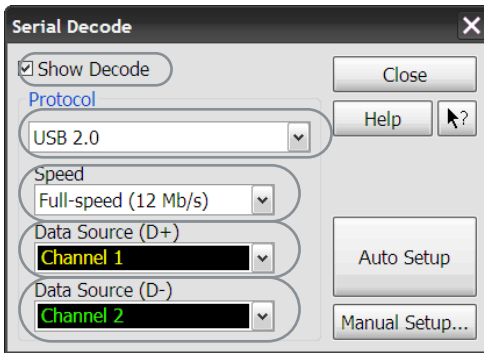 Serial Decode
Show Decode
Close
Protocol
USB 2.0
Help
?
Speed
Full-speed (12 Mb/s)
Data Source (D+)
Channel 1
Auto Setup
Data Source (D-)
Channel 2
Manual Setup...